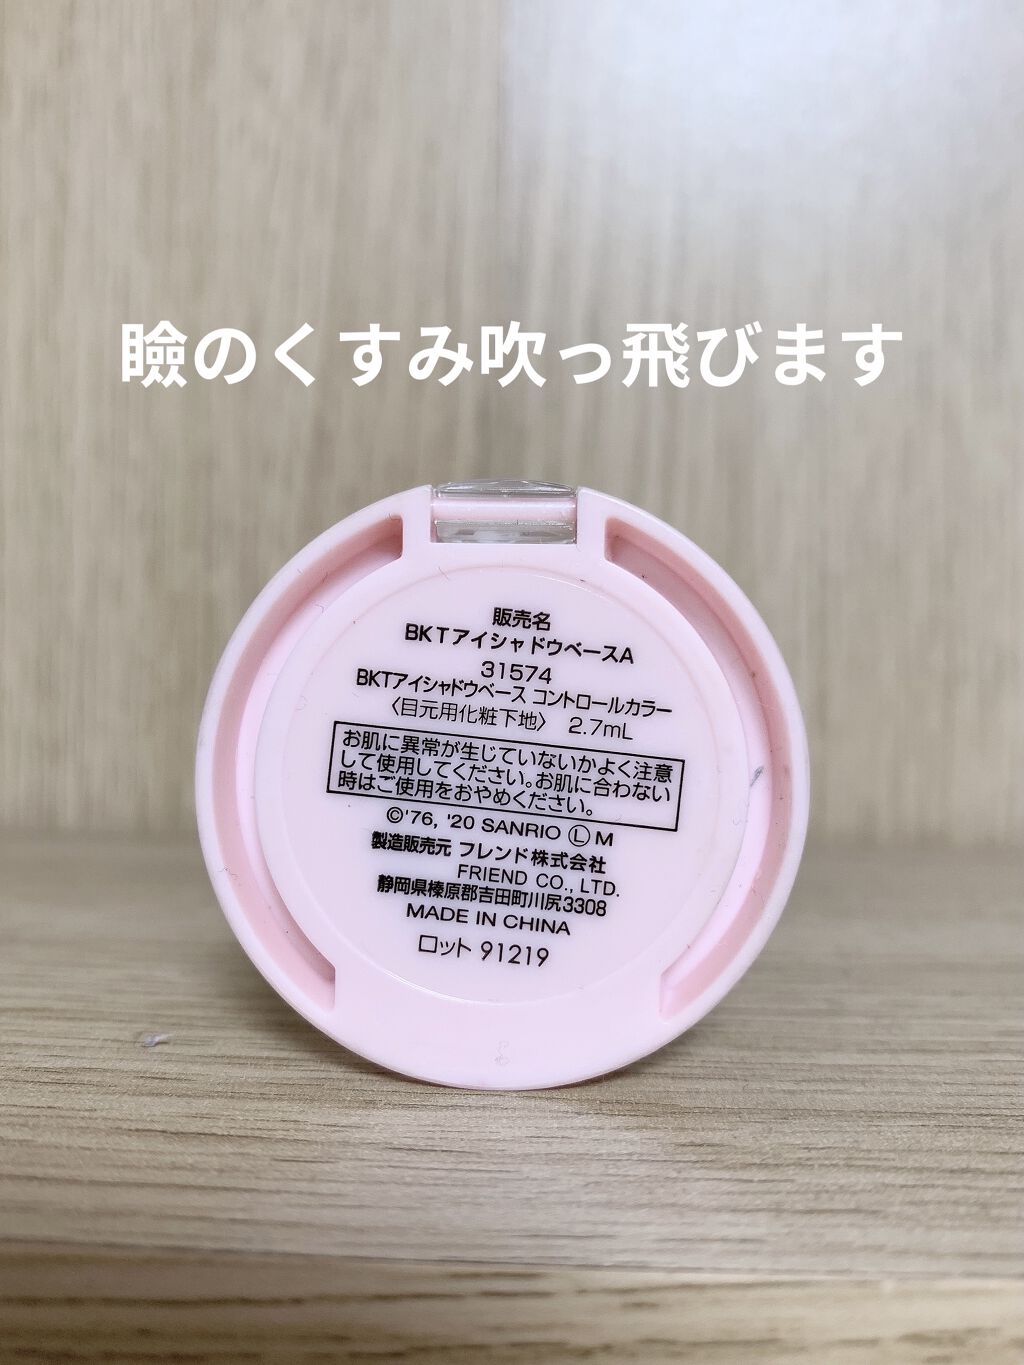 瞼のくすみ吹っ飛びます
販売名
BKTアイシャドウベースA
31574
BKTアイシャドウベース コントロールカラー
〈目元用化粧下地〉 2.7mL
お肌に異常が生じていないかよく注意
して使用してください。お肌に合わない
時はご使用をおやめください。
©'76, '20 SANRIO Ⓛ M
製造販売元 フレンド株式会社
FRIEND CO., LTD.
静岡県榛原郡吉田町川尻3308
MADE IN CHINA
ロット 91219